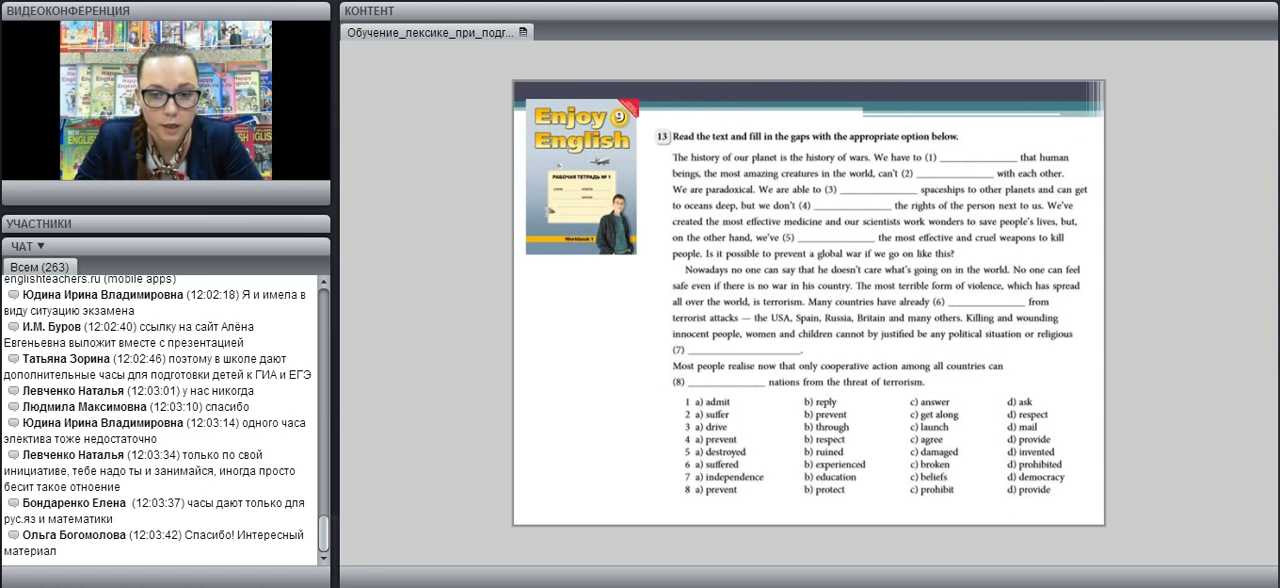 ВИДЕОКОНФЕРЕНЦИЯ
УЧАСТНИКИ
ЧАТ ▼
Всем (263)
englishteachers.ru (mobile apps)
Юдина Ирина Владимировна (12:02:18) Я и имела в
виду ситуацию экзамена
И.М. Буров (12:02:40) ссылку на сайт Алёна
Евгеньевна выложит вместе с презентацией
Татьяна Зорина (12:02:46) поэтому в школе дают
дополнительные часы для подготовки детей к ГИА и ЕГЭ
Левченко Наталья (12:03:01) у нас никогда
Людмила Максимовна (12:03:10) спасибо
Юдина Ирина Владимировна (12:03:14) одного часа
электива тоже недостаточно
Левченко Наталья (12:03:34) только по свой
инициативе, тебе надо ты и занимайся, иногда просто
бесит такое отноение
Бондаренко Елена (12:03:37) часы дают только для
рус.яз и математики
Ольга Богомолова (12:03:42) Спасибо! Интересный
материал
КОНТЕНТ
Обучение_лексике_при_подг...
Enjoy 9
English
РАБОЧАЯ ТЕТРАДЬ № 1
Workbook 1
13 Read the text and fill in the gaps with the appropriate option below.
The history of our planet is the history of wars. We have to (1) ______________ that human
beings, the most amazing creatures in the world, can't (2) ______________ with each other.
We are paradoxical. We are able to (3) ______________ spaceships to other planets and can get
to oceans deep, but we don't (4) ______________ the rights of the person next to us. We've
created the most effective medicine and our scientists work wonders to save people's lives, but,
on the other hand, we've (5) ______________ the most effective and cruel weapons to kill
people. Is it possible to prevent a global war if we go on like this?
Nowadays no one can say that he doesn't care what's going on in the world. No one can feel
safe even if there is no war in his country. The most terrible form of violence, which has spread
all over the world, is terrorism. Many countries have already (6) ______________ from
terrorist attacks — the USA, Spain, Russia, Britain and many others. Killing and wounding
innocent people, women and children cannot by justified be any political situation or religious
(7) ____________________.
Most people realise now that only cooperative action among all countries can
(8) ______________ nations from the threat of terrorism.
1 a) admit b) reply c) answer d) ask
2 a) suffer b) prevent c) get along d) respect
3 a) drive b) through c) launch d) mail
4 a) prevent b) respect c) agree d) provide
5 a) destroyed b) ruined c) damaged d) invented
6 a) suffered b) experienced c) broken d) prohibited
7 a) independence b) education c) beliefs d) democracy
8 a) prevent b) protect c) prohibit d) provide